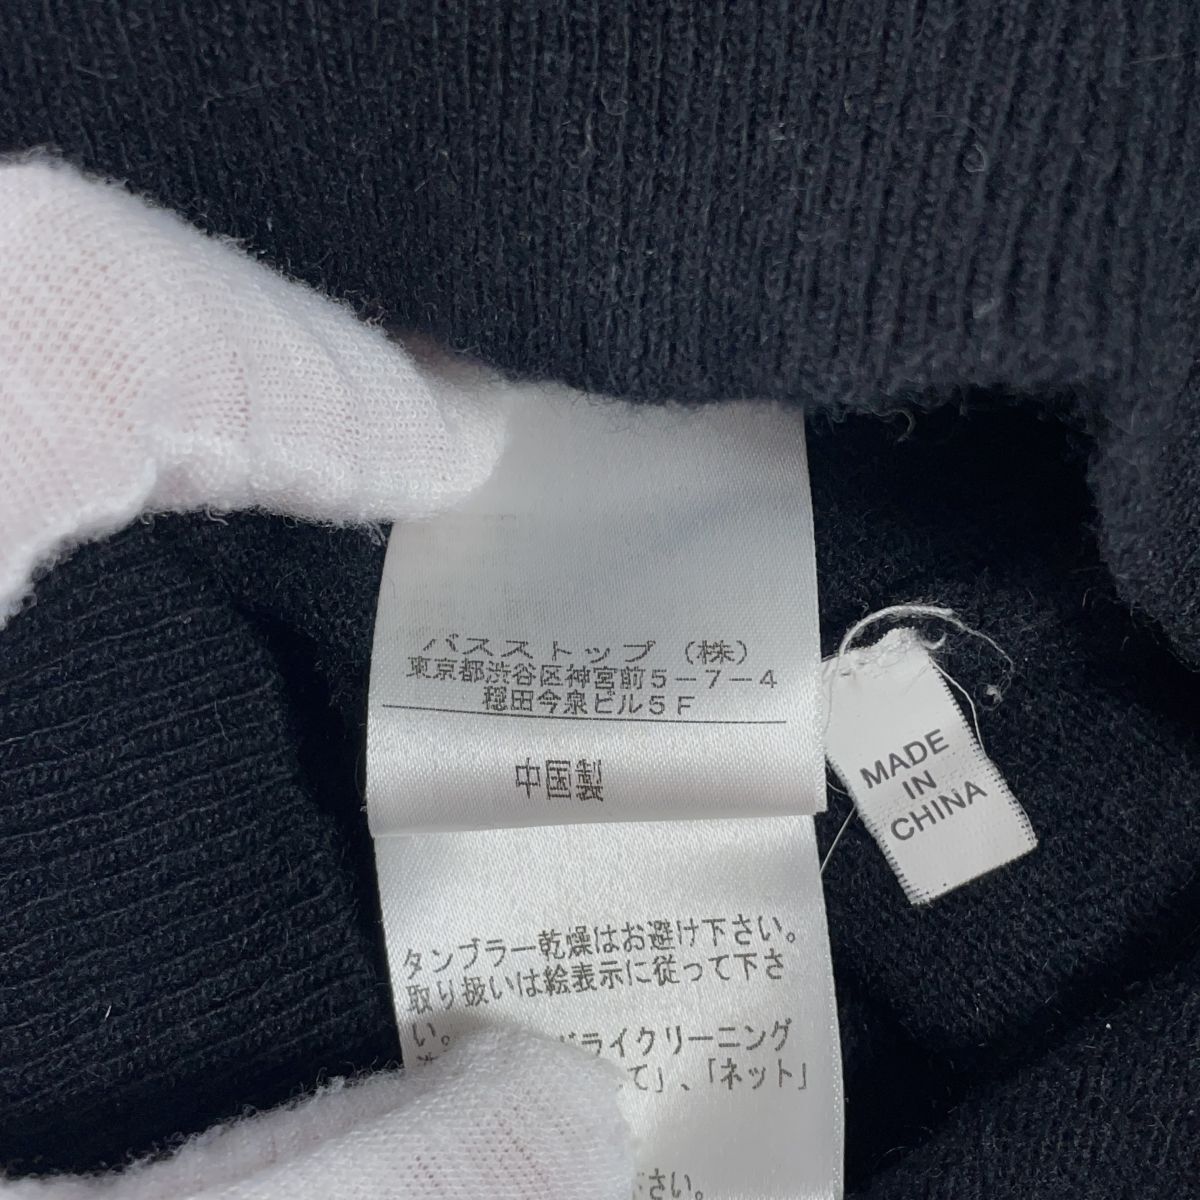 バスストップ (株)
東京都渋谷区神宮前5-7-4
穏田今泉ビル5F
中国製
MADE
IN
CHINA
タンブラー乾燥はお避け下さい。
取り扱いは絵表示に従って下さ
い。
ドライクリーニング
て」、「ネット」
さい。